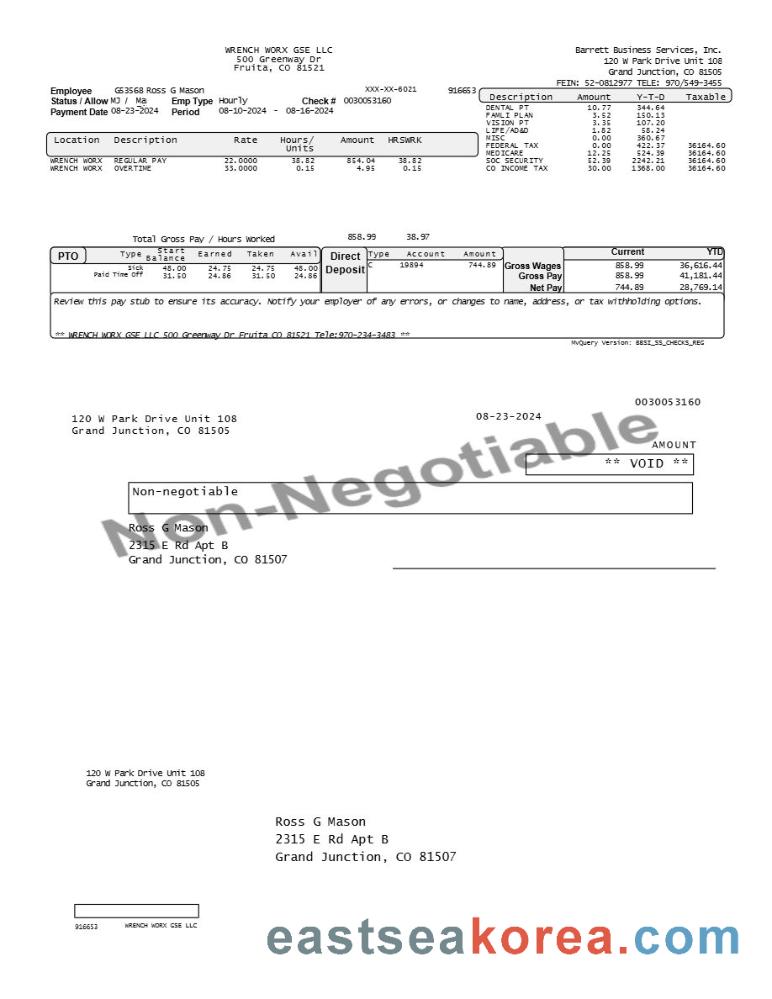 WRENCH WORX GSE LLC
500 Greenway Dr
Fruita, CO 81521
Barrett Business Services, Inc.
120 W Park Drive Unit 108
Grand Junction, CO 81505
FEIN: 52-0812977 TELE: 970/549-3455
Employee GS3568 Ross G Mason XXX-XX-6021 916653
Status / Allow MJ / Ma Emp Type Hourly Check # 0030053160
Payment Date 08-23-2024 Period 08-10-2024 - 08-16-2024
Description Amount Y-T-D Taxable
DENTAL PT 10.77 344.64
FAMLI PLAN 3.52 150.13
VISION PT 3.35 107.20
LIFE/AD&D 1.82 58.24
MISC 0.00 360.67
FEDERAL TAX 0.00 422.37 36164.60
MEDICARE 12.25 524.39 36164.60
SOC SECURITY 52.39 2242.21 36164.60
CO INCOME TAX 30.00 1368.00 36164.60
Location Description Rate Hours/ Units Amount HRSWRK
WRENCH WORX REGULAR PAY 22.0000 38.82 854.04 38.82
WRENCH WORX OVERTIME 33.0000 0.15 4.95 0.15
Total Gross Pay / Hours Worked 858.99 38.97
PTO Type Start Balance Earned Taken Avail
Sick 48.00 24.75 24.75 48.00
Paid Time Off 31.50 24.86 31.50 24.86
Direct Deposit Type Account Amount
C 19894 744.89
Current YTD
Gross Wages 858.99 36,616.44
Gross Pay 858.99 41,181.44
Net Pay 744.89 28,769.14
Review this pay stub to ensure its accuracy. Notify your employer of any errors, or changes to name, address, or tax withholding options.
** WRENCH WORX GSE LLC 500 Greenway Dr Fruita CO 81521 Tele:970-234-3483 **
MvQuery Version: BBSI_SS_CHECKS_REG
0030053160
120 W Park Drive Unit 108
Grand Junction, CO 81505
08-23-2024
AMOUNT
** VOID **
Non-Negotiable
Non-negotiable
Ross G Mason
2315 E Rd Apt B
Grand Junction, CO 81507
120 W Park Drive Unit 108
Grand Junction, CO 81505
Ross G Mason
2315 E Rd Apt B
Grand Junction, CO 81507
916653 WRENCH WORX GSE LLC
eastseakorea.com